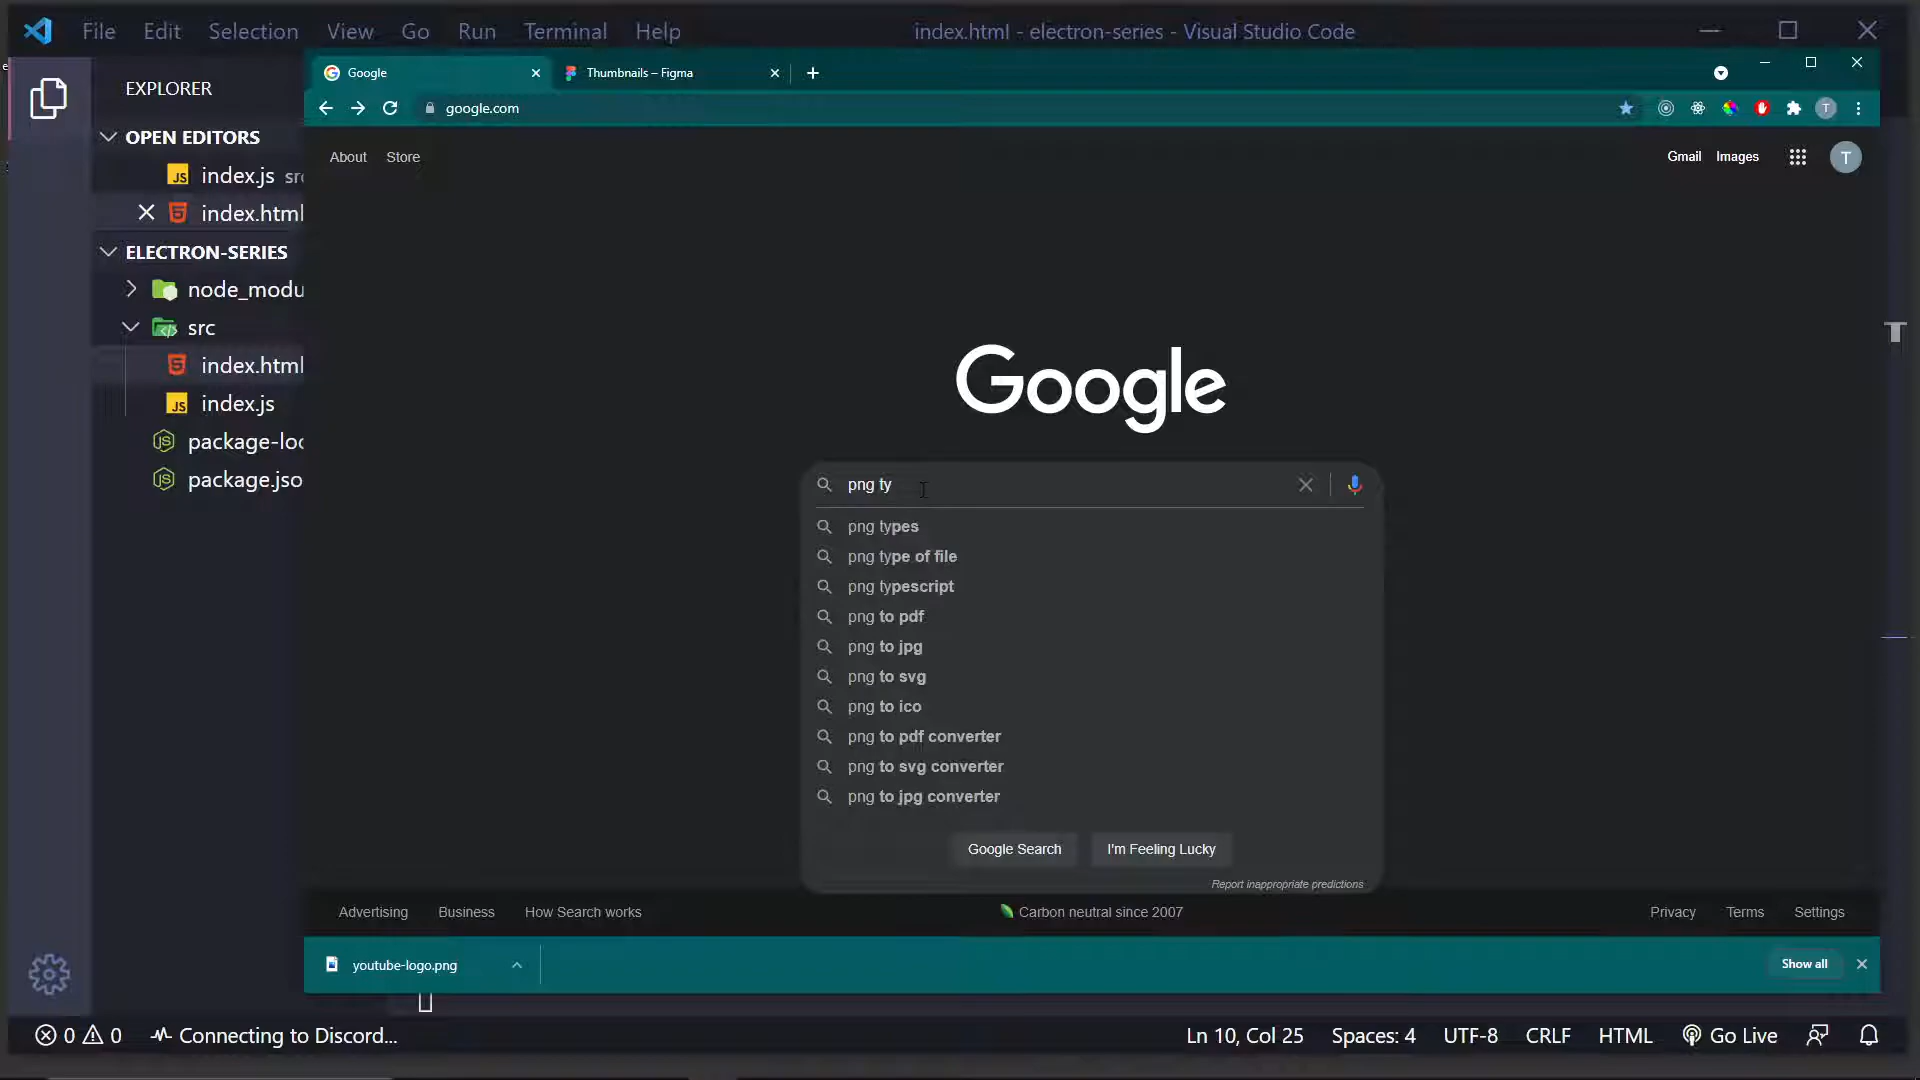 File Edit Selection View Go Run Terminal Help index.html - electron-series - Visual Studio Code
EXPLORER
OPEN EDITORS
index.js
index.html
ELECTRON-SERIES
node_modu
src
index.html
index.js
package-loc
package.jso
Google
Thumbnails – Figma
google.com
T
About Store
Gmail Images
T
Google
png ty
png types
png type of file
png typescript
png to pdf
png to jpg
png to svg
png to ico
png to pdf converter
png to svg converter
png to jpg converter
Google Search I'm Feeling Lucky
Report inappropriate predictions
Advertising Business How Search works
Carbon neutral since 2007
Privacy Terms Settings
youtube-logo.png
Show all
0 0 Connecting to Discord...
Ln 10, Col 25 Spaces: 4 UTF-8 CRLF HTML Go Live